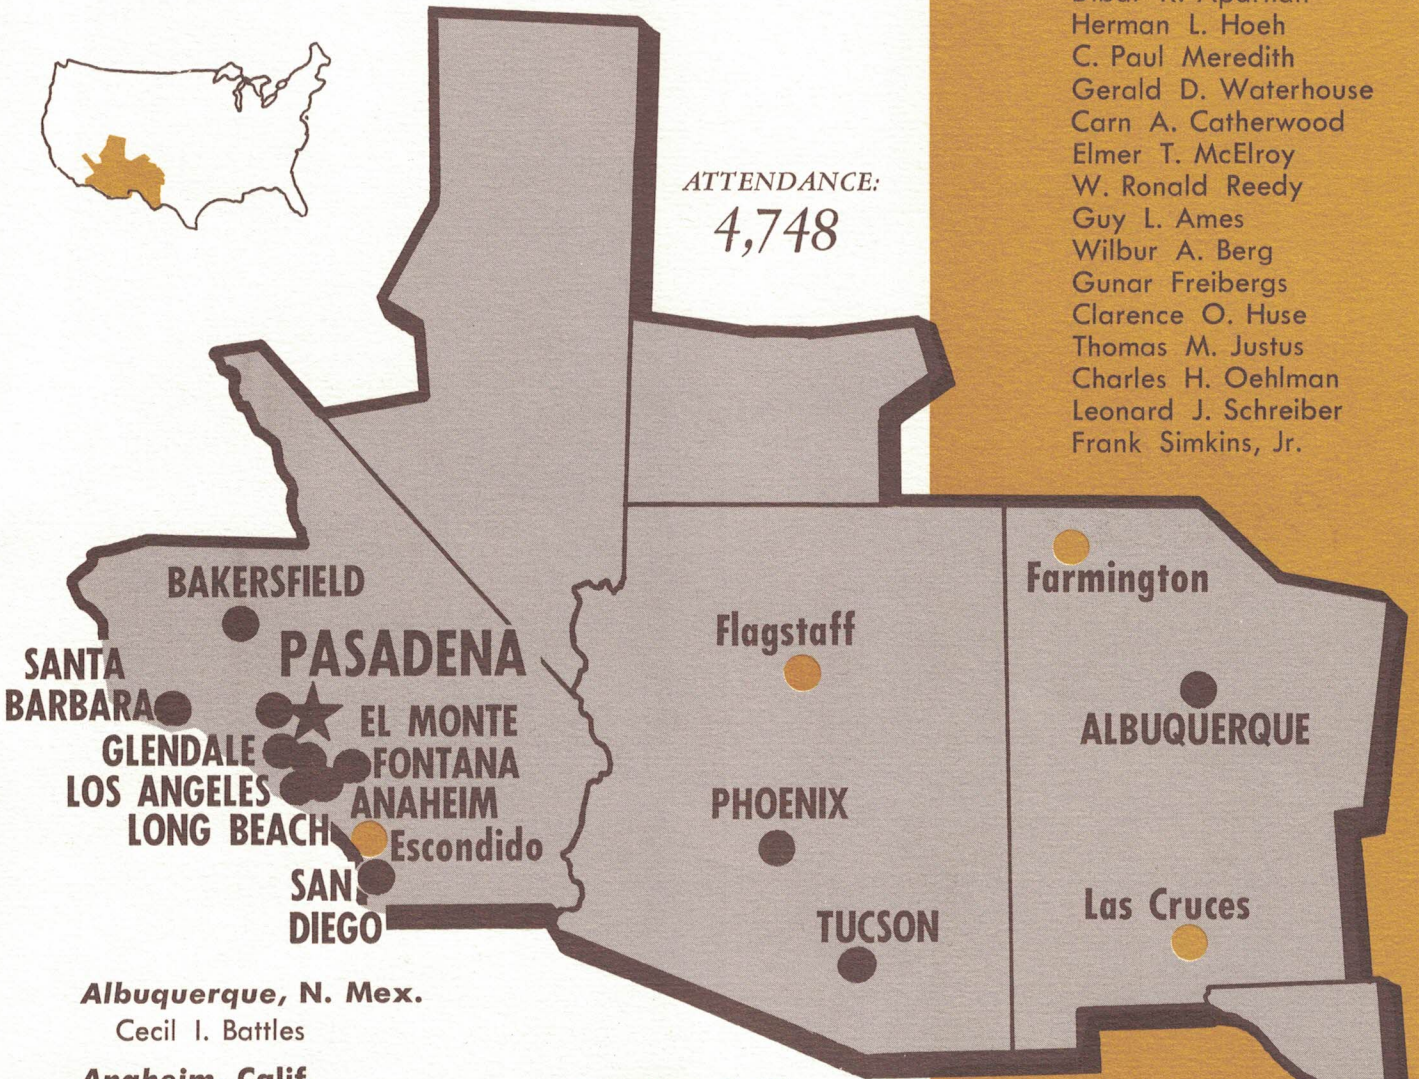 Herman L. Hoeh
C. Paul Meredith
Gerald D. Waterhouse
Carn A. Catherwood
Elmer T. McElroy
W. Ronald Reedy
Guy L. Ames
Wilbur A. Berg
Gunar Freibergs
Clarence O. Huse
Thomas M. Justus
Charles H. Oehlman
Leonard J. Schreiber
Frank Simkins, Jr.
ATTENDANCE:
4,748
BAKERSFIELD
PASADENA
SANTA
BARBARA
EL MONTE
GLENDALE
FONTANA
LOS ANGELES
ANAHEIM
LONG BEACH
Escondido
SAN
DIEGO
Flagstaff
PHOENIX
TUCSON
Farmington
ALBUQUERQUE
Las Cruces
Albuquerque, N. Mex.
Cecil I. Battles
Anaheim, Calif.